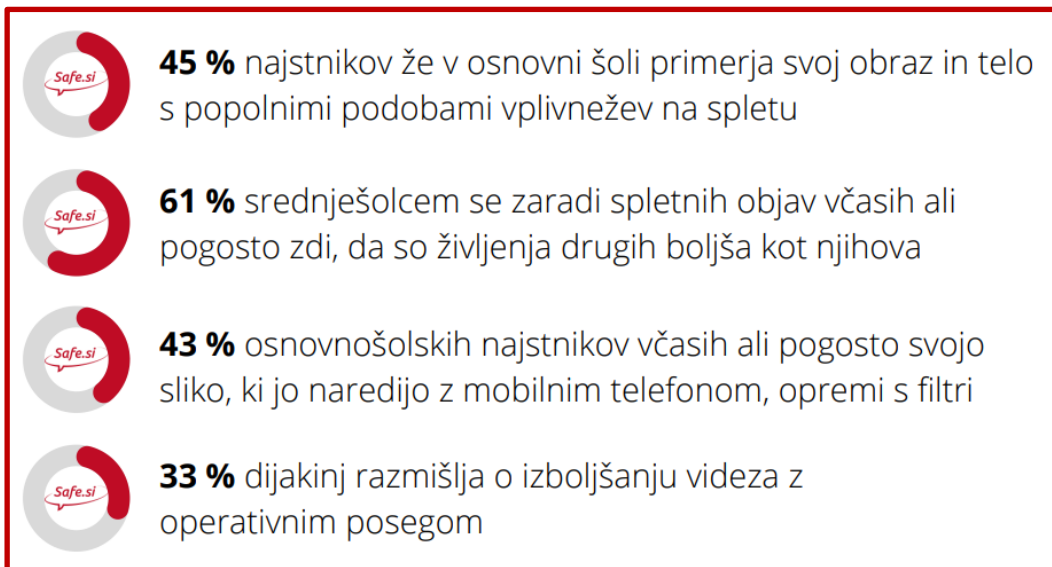 Safe.si
45 % najstnikov že v osnovni šoli primerja svoj obraz in telo
s popolnimi podobami vplivnežev na spletu
Safe.si
61 % srednješolcem se zaradi spletnih objav včasih ali
pogosto zdi, da so življenja drugih boljša kot njihova
Safe.si
43 % osnovnošolskih najstnikov včasih ali pogosto svojo
sliko, ki jo naredijo z mobilnim telefonom, opremi s filtri
Safe.si
33 % dijakinj razmišlja o izboljšanju videza z
operativnim posegom